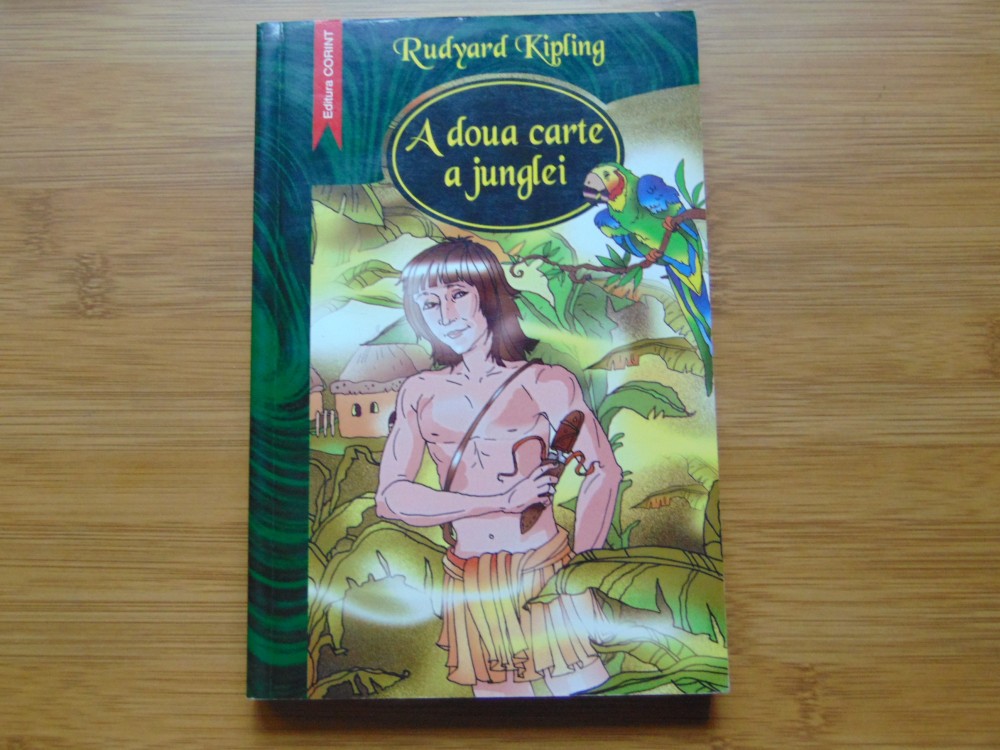 Editura CORINT
Rudyard Kipling
A doua carte
a junglei